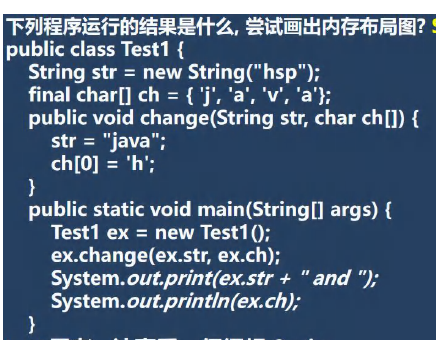 下列程序运行的结果是什么, 尝试画出内存布局图?
public class Test1 {
String str = new String("hsp");
final char[] ch = { 'j', 'a', 'v', 'a'};
public void change(String str, char ch[]) {
str = "java";
ch[0] = 'h';
}
public static void main(String[] args) {
Test1 ex = new Test1();
ex.change(ex.str, ex.ch);
System.out.print(ex.str + " and ");
System.out.println(ex.ch);
}